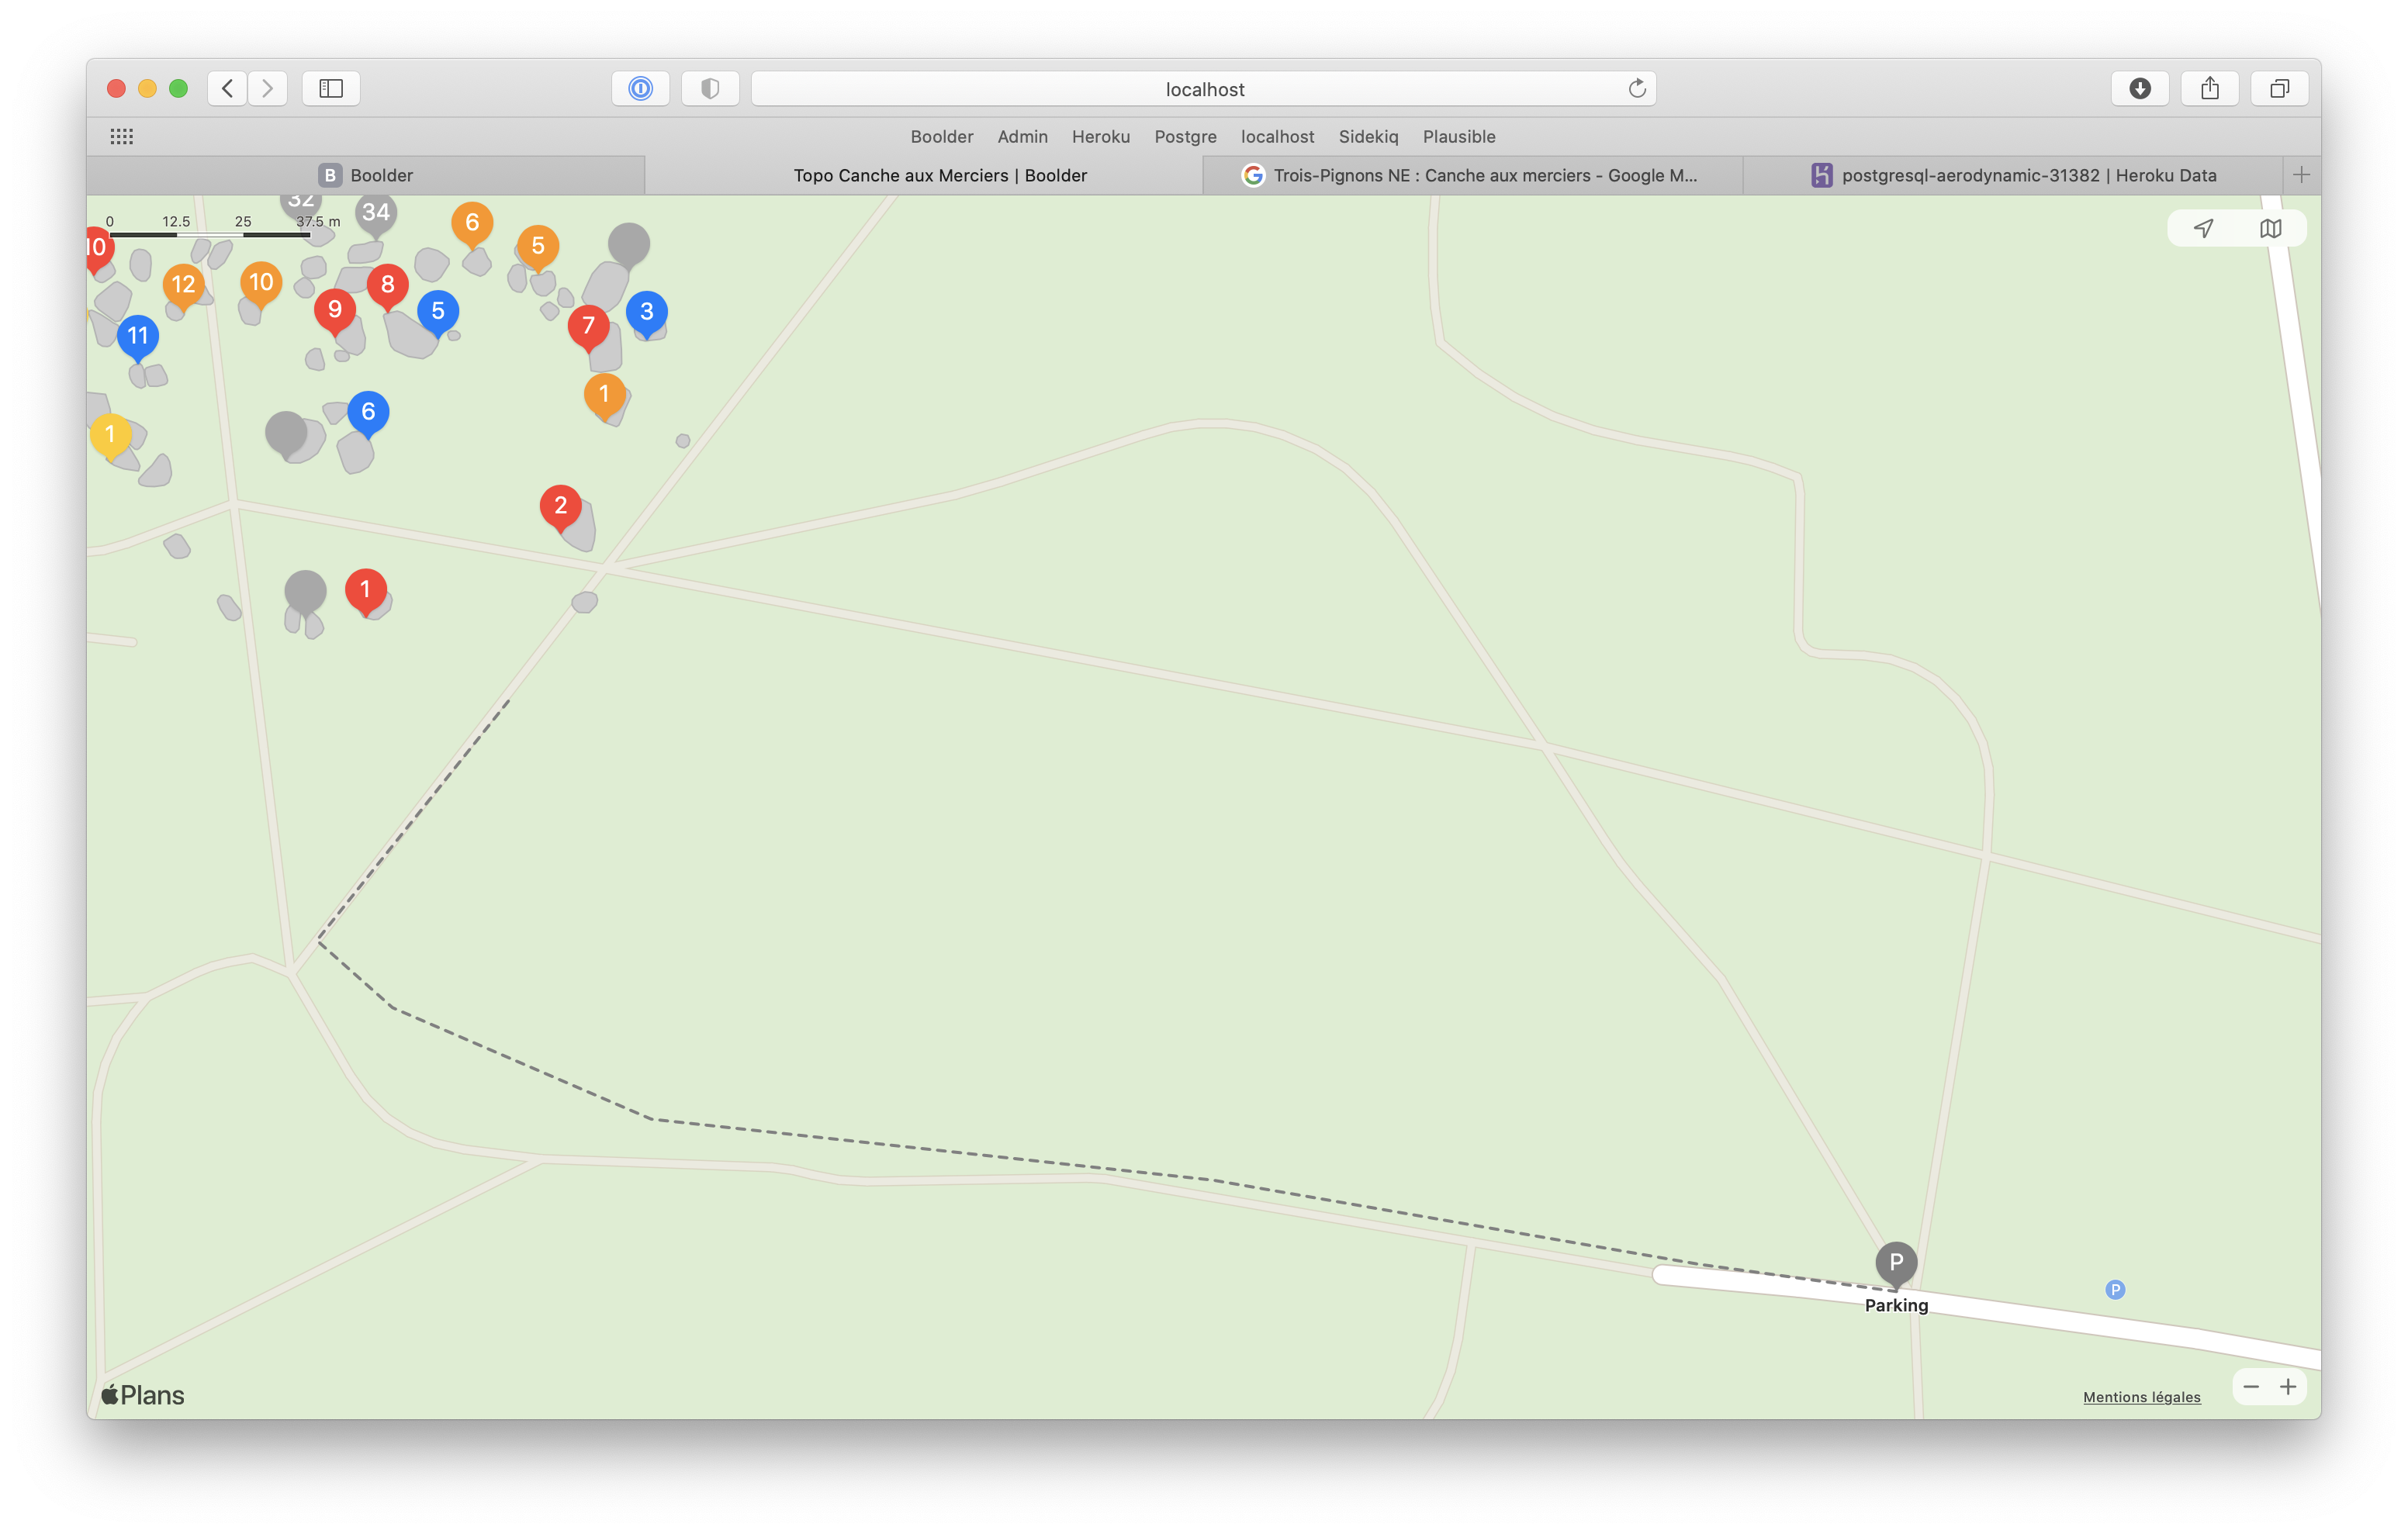 localhost
Boolder Admin Heroku Postgre localhost Sidekiq Plausible
B Boolder
Topo Canche aux Merciers | Boolder
Trois-Pignons NE : Canche aux merciers - Google M...
postgresql-aerodynamic-31382 | Heroku Data
32
34
6
0 12.5 25 37.5 m
10
5
12
10
8
9
5
7
3
11
1
6
1
2
1
P
Parking
P
Plans
Mentions légales